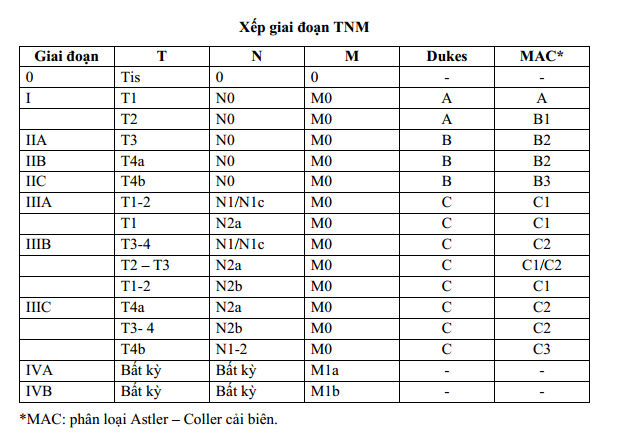 Xếp giai đoạn TNM
Giai đoạn T N M Dukes MAC*
0 Tis 0 0 - -
I T1 N0 M0 A A
T2 N0 M0 A B1
IIA T3 N0 M0 B B2
IIB T4a N0 M0 B B2
IIC T4b N0 M0 B B3
IIIA T1-2 N1/N1c M0 C C1
T1 N2a M0 C C1
IIIB T3-4 N1/N1c M0 C C2
T2 – T3 N2a M0 C C1/C2
T1-2 N2b M0 C C1
IIIC T4a N2a M0 C C2
T3- 4 N2b M0 C C2
T4b N1-2 M0 C C3
IVA Bất kỳ Bất kỳ M1a - -
IVB Bất kỳ Bất kỳ M1b - -
*MAC: phân loại Astler – Coller cải biên.